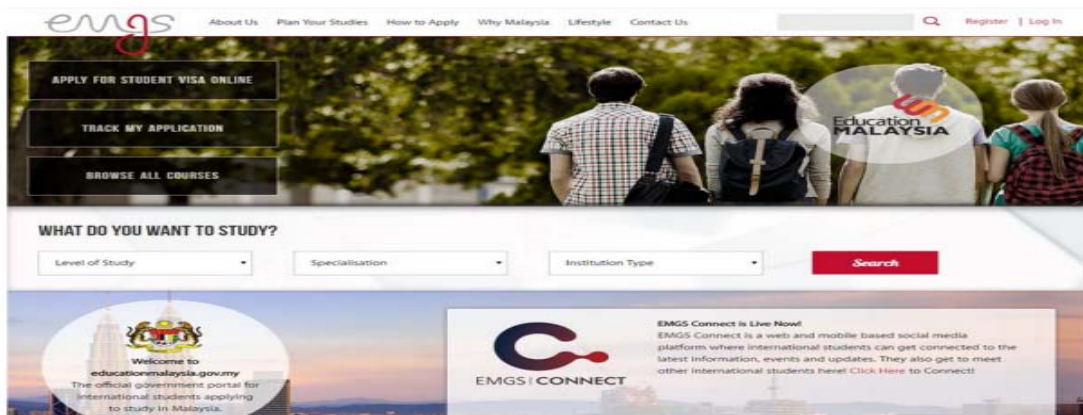 emgs
About Us Plan Your Studies How to Apply Why Malaysia Lifestyle Contact Us
Register | Log In
APPLY FOR STUDENT VISA ONLINE
TRACK MY APPLICATION
BROWSE ALL COURSES
Education
MALAYSIA
WHAT DO YOU WANT TO STUDY?
Level of Study Specialisation Institution Type Search
Welcome to
educationmalaysia.gov.my
The official government portal for
international students applying
to study in Malaysia.
EMGS | CONNECT
EMGS Connect is Live Now!
EMGS Connect is a web and mobile based social media
platform where international students can get connected to the
latest information, events and updates. They also get to meet
other international students here! Click Here to Connect!